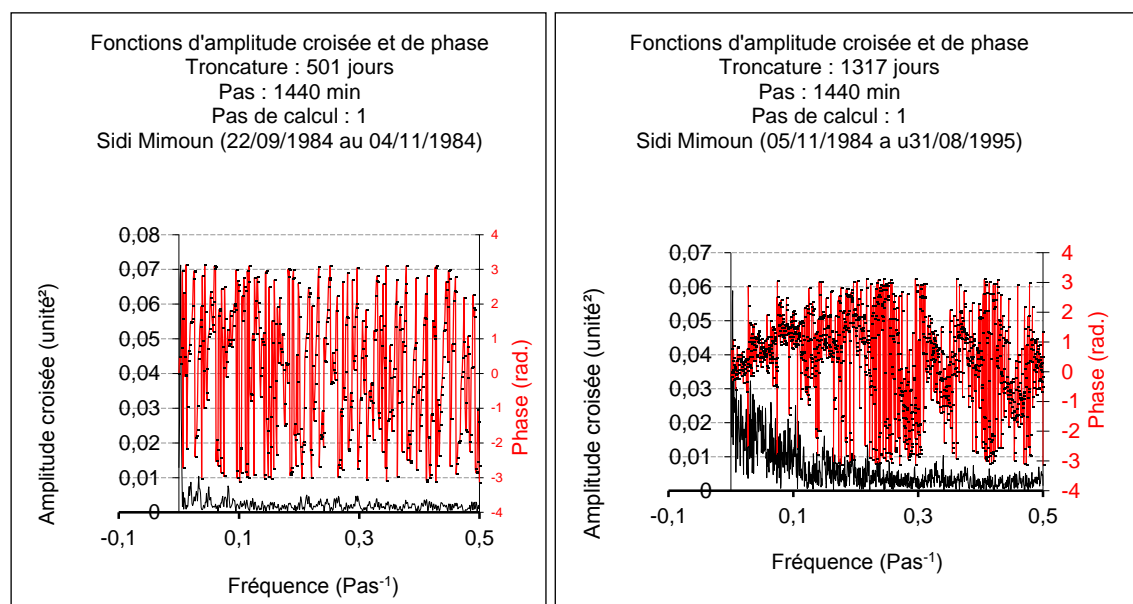 Fonctions d'amplitude croisée et de phase
Troncature : 501 jours
Pas : 1440 min
Pas de calcul : 1
Sidi Mimoun (22/09/1984 au 04/11/1984)
0,08
0,07
0,06
0,05
0,04
0,03
0,02
0,01
0
4
3
2
1
0
-1
-2
-3
-4
-0,1
0,1
0,3
0,5
Amplitude croisée (unité²)
Phase (rad.)
Fréquence (Pas-1)
Fonctions d'amplitude croisée et de phase
Troncature : 1317 jours
Pas : 1440 min
Pas de calcul : 1
Sidi Mimoun (05/11/1984 a u31/08/1995)
0,07
0,06
0,05
0,04
0,03
0,02
0,01
0
4
3
2
1
0
-1
-2
-3
-4
-0,1
0,1
0,3
0,5
Amplitude croisée (unité²)
Phase (rad.)
Fréquence (Pas-1)